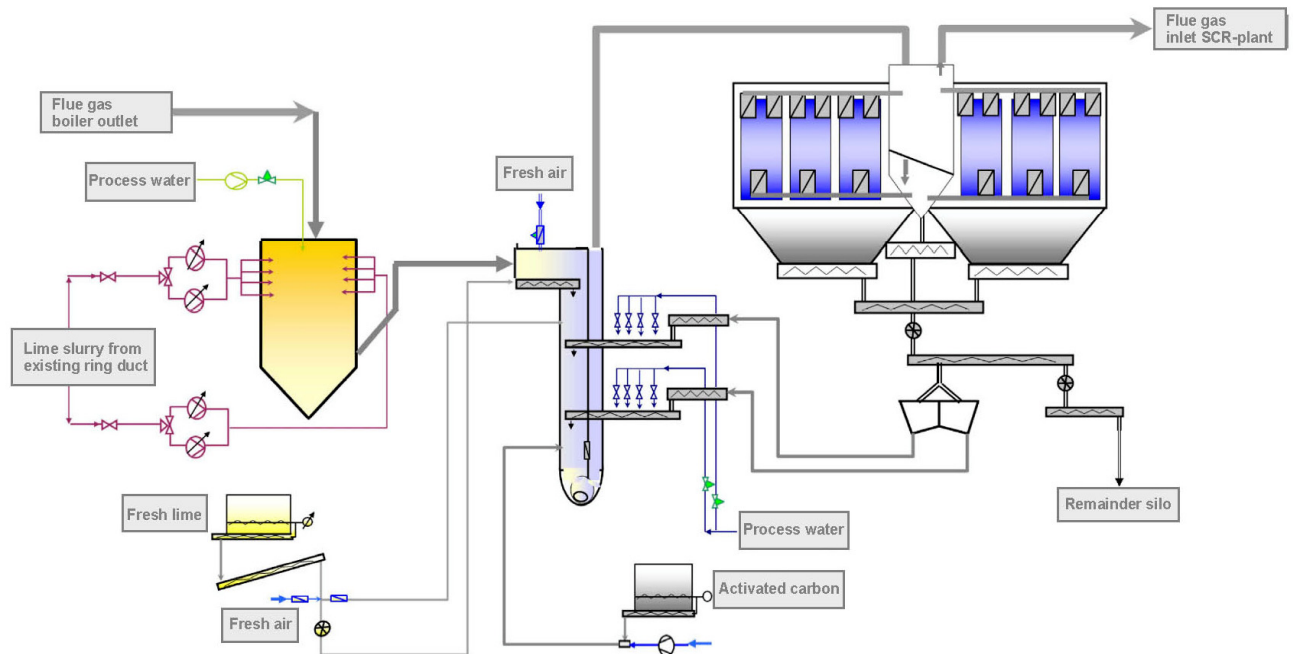 Flue gas
inlet SCR-plant
Flue gas
boiler outlet
Process water
Fresh air
Lime slurry from
existing ring duct
Fresh lime
Remainder silo
Process water
Activated carbon
Fresh air